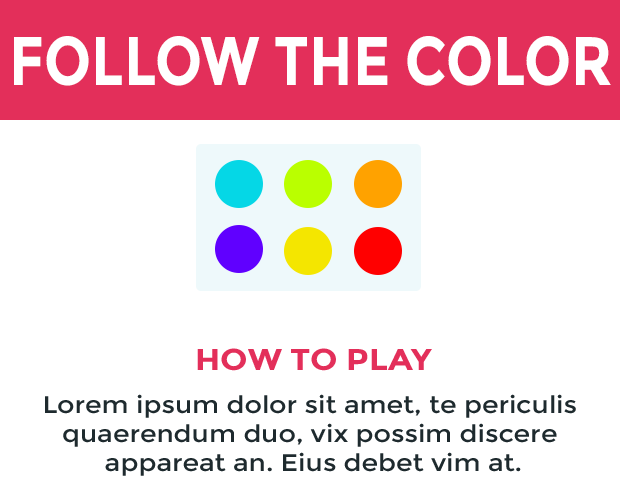 FOLLOW THE COLOR
HOW TO PLAY
Lorem ipsum dolor sit amet, te periculis
quaerendum duo, vix possim discere
appareat an. Eius debet vim at.